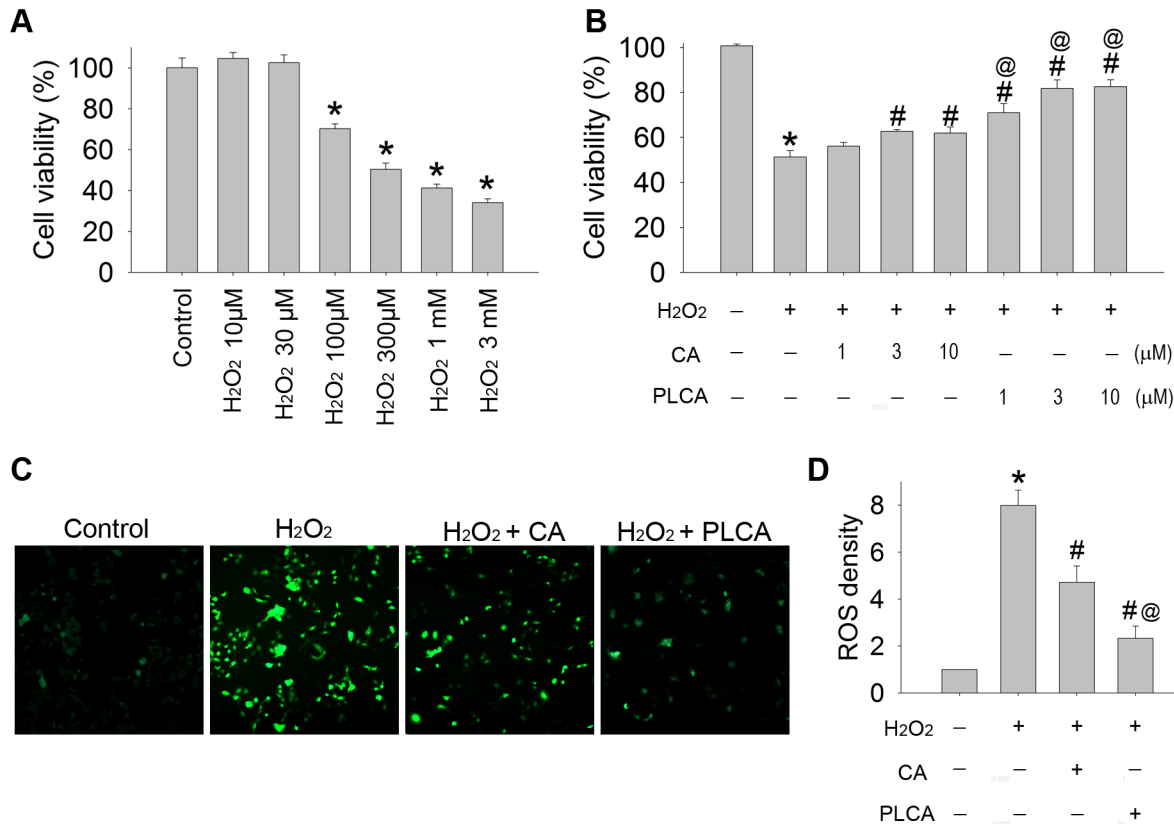 A
Cell viability (%)
100
80
60
40
20
0
* * * *
Control
H2O2 10μM
H2O2 30 μM
H2O2 100μM
H2O2 300μM
H2O2 1 mM
H2O2 3 mM
B
Cell viability (%)
100
80
60
40
20
0
@ @ @
* # # # # #
H2O2 – + + + + + + +
CA – – 1 3 10 – – – (μM)
PLCA – – – – – 1 3 10 (μM)
C
Control H2O2 H2O2 + CA H2O2 + PLCA
D
ROS density
8
6
4
2
0
* # #@
H2O2 – + + +
CA – – + –
PLCA – – – +